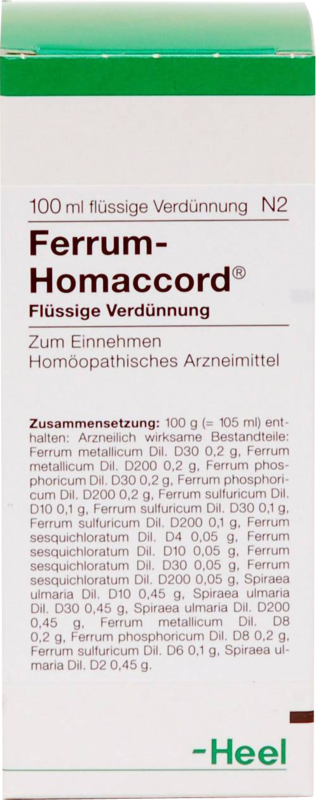 100 ml flüssige Verdünnung N2
Ferrum-
Homaccord®
Flüssige Verdünnung
Zum Einnehmen
Homöopathisches Arzneimittel
Zusammensetzung: 100 g (= 105 ml) ent-
halten: Arzneilich wirksame Bestandteile:
Ferrum metallicum Dil. D30 0,2 g, Ferrum
metallicum Dil. D200 0,2 g, Ferrum phos-
phoricum Dil. D30 0,2 g, Ferrum phosphori-
cum Dil. D200 0,2 g, Ferrum sulfuricum Dil.
D10 0,1 g, Ferrum sulfuricum Dil. D30 0,1 g,
Ferrum sulfuricum Dil. D200 0,1 g, Ferrum
sesquichloratum Dil. D4 0,05 g, Ferrum
sesquichloratum Dil. D10 0,05 g, Ferrum
sesquichloratum Dil. D30 0,05 g, Ferrum
sesquichloratum Dil. D200 0,05 g, Spiraea
ulmaria Dil. D10 0,45 g, Spiraea ulmaria
Dil. D30 0,45 g, Spiraea ulmaria Dil. D200
0,45 g, Ferrum metallicum Dil. D8
0,2 g, Ferrum phosphoricum Dil. D8 0,2 g,
Ferrum sulfuricum Dil. D6 0,1 g, Spiraea ul-
maria Dil. D2 0,45 g.
-Heel